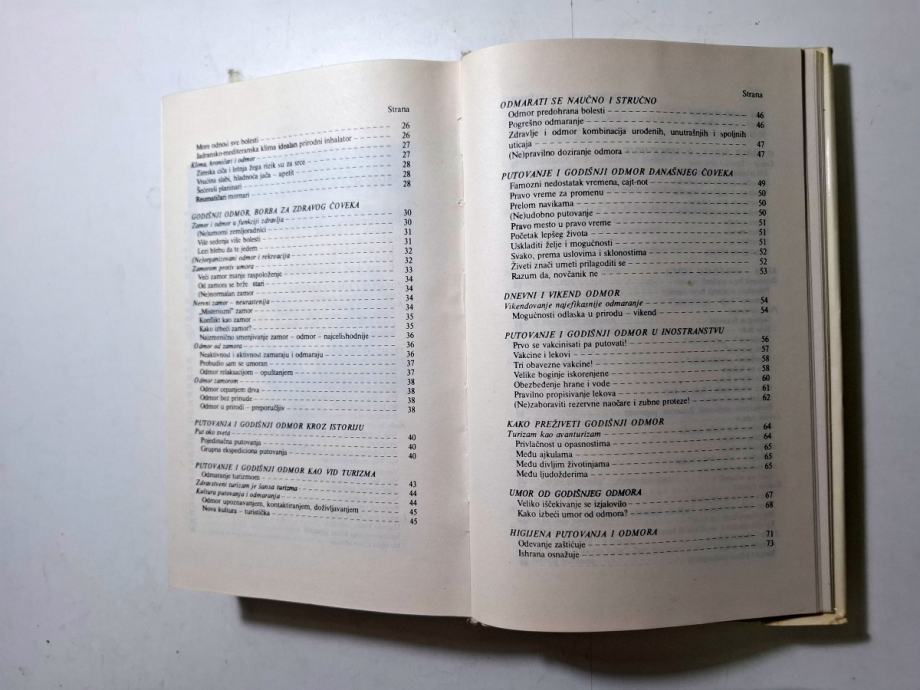 Strana
More odnosi sve bolesti 26
Jadransko-mediteranska klima idealan prirodni inhalator 26
Klima, hroničari i odmor 27
Zimska ciča i letnja žega rizik su za srce 27
Vrućina slabi, hladnoća jača – apetit 28
Šećeraši planinari 28
Reumatičari mornari 28
GODIŠNJI ODMOR, BORBA ZA ZDRAVOG ČOVEKA
Zamor i odmor u funkciji zdravlja 30
(Ne)umorni zemljoradnici 30
Više sedenja više bolesti 31
Lezi hlebu da te jedem 31
(Ne)organizovani odmor i rekreacija 32
Zamorom protiv umora 32
Veći zamor manje raspoloženje 33
Od zamora se brže stari 34
(Ne)normalan zamor 34
Nervni zamor – neurastenija 34
„Misteriozni" zamor 34
Konflikt kao zamor 35
Kako izbeći zamor? 35
Naizmenično smenjivanje zamor – odmor – najcelishodnije 36
Odmor od zamora 36
Neaktivnost i aktivnost zamaraju i odmaraju 36
Probudio sam se umoran 37
Odmor relaksacijom – opuštanjem 37
Odmor zamorom 38
Odmor cepanjem drva 38
Odmor bez prinude 38
Odmor u prirodi – preporučljiv 38
PUTOVANJA I GODIŠNJI ODMOR KROZ ISTORIJU
Put oko sveta 40
Pojedinačna putovanja 40
Grupna ekspediciona putovanja 40
PUTOVANJE I GODIŠNJI ODMOR KAO VID TURIZMA
Odmaranje turizmom 43
Zdravstveni turizam je šansa turizma 44
Kultura putovanja i odmaranja 44
Odmor upoznavanjem, kontaktiranjem, doživljavanjem 45
Nova kultura – turistička 45
Strana
ODMARATI SE NAUČNO I STRUČNO
Odmor predohrana bolesti 46
Pogrešno odmaranje 46
Zdravlje i odmor kombinacija urođenih, unutrašnjih i spoljnih
uticaja 47
(Ne)pravilno doziranje odmora 47
PUTOVANJE I GODIŠNJI ODMOR DANAŠNJEG ČOVEKA
Famozni nedostatak vremena, cajt-not 49
Pravo vreme za promenu 50
Prelom navikama 50
(Ne)udobno putovanje 50
Pravo mesto u pravo vreme 51
Početak lepšeg života 51
Uskladiti želje i mogućnosti 51
Svako, prema uslovima i sklonostima 52
Živeti znači umeti prilagoditi se 52
Razum da, novčanik ne 53
DNEVNI I VIKEND ODMOR
Vikendovanje najefikasnije odmaranje 54
Mogućnosti odlaska u prirodu – vikend 54
PUTOVANJE I GODIŠNJI ODMOR U INOSTRANSTVU
Prvo se vakcinisati pa putovati! 56
Vakcine i lekovi 57
Tri obavezne vakcine! 58
Velike boginje iskorenjene 58
Obezbeđenje hrane i vode 60
Pravilno propisivanje lekova 61
(Ne)zaboraviti rezervne naočare i zubne proteze! 62
KAKO PREŽIVETI GODIŠNJI ODMOR
Turizam kao avanturizam 64
Privlačnost u opasnostima 64
Među ajkulama 65
Među divljim životinjama 65
Među ljudožderima 65
UMOR OD GODIŠNJEG ODMORA
Veliko iščekivanje se izjalovilo 67
Kako izbeći umor od odmora? 68
HIGIJENA PUTOVANJA I ODMORA
Odevanje zaštićuje 71
Ishrana osnažuje 73